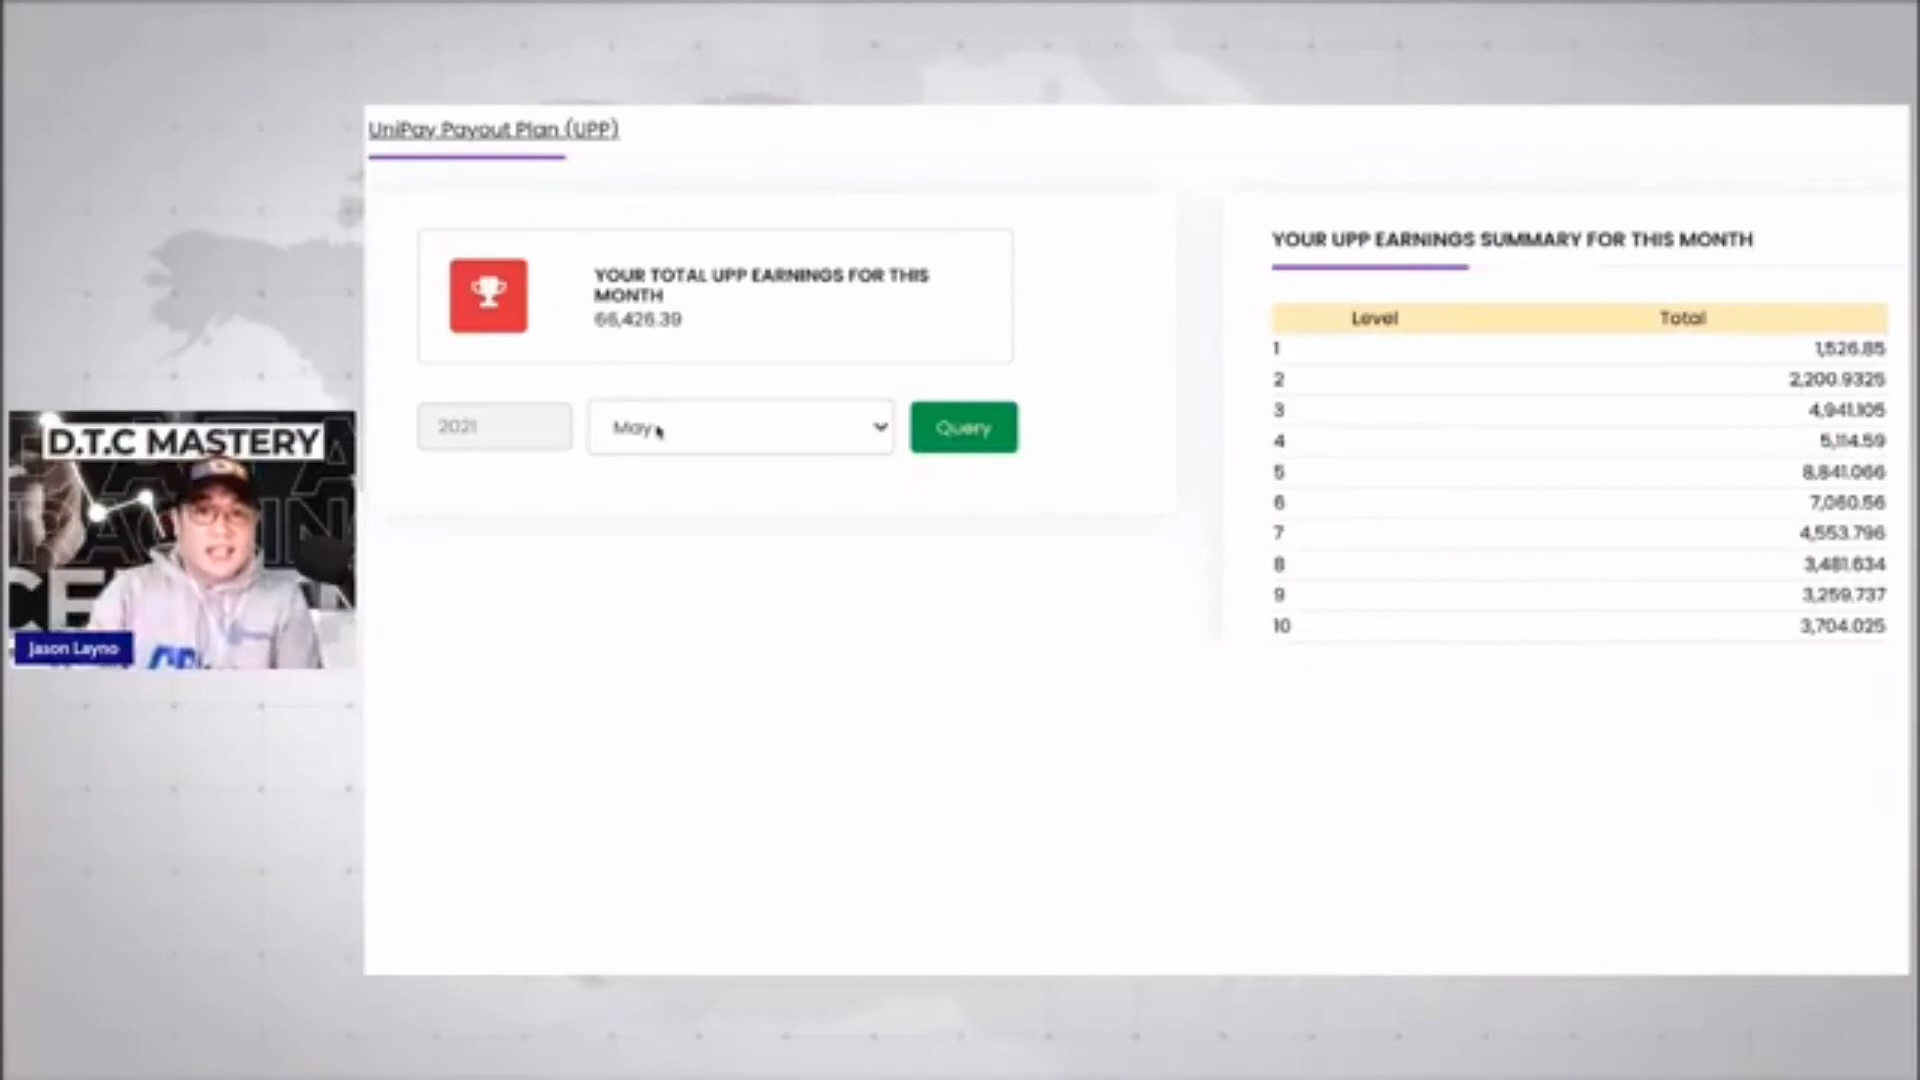 UniPay Payout Plan (UPP)
YOUR TOTAL UPP EARNINGS FOR THIS
MONTH
66,426.39
2021
May
Query
YOUR UPP EARNINGS SUMMARY FOR THIS MONTH
Level Total
1 1,526.85
2 2,200.9325
3 4,941.105
4 5,114.59
5 8,841.066
6 7,060.56
7 4,553.796
8 3,481.634
9 3,259.737
10 3,704.025
D.T.C MASTERY
Jason Layno